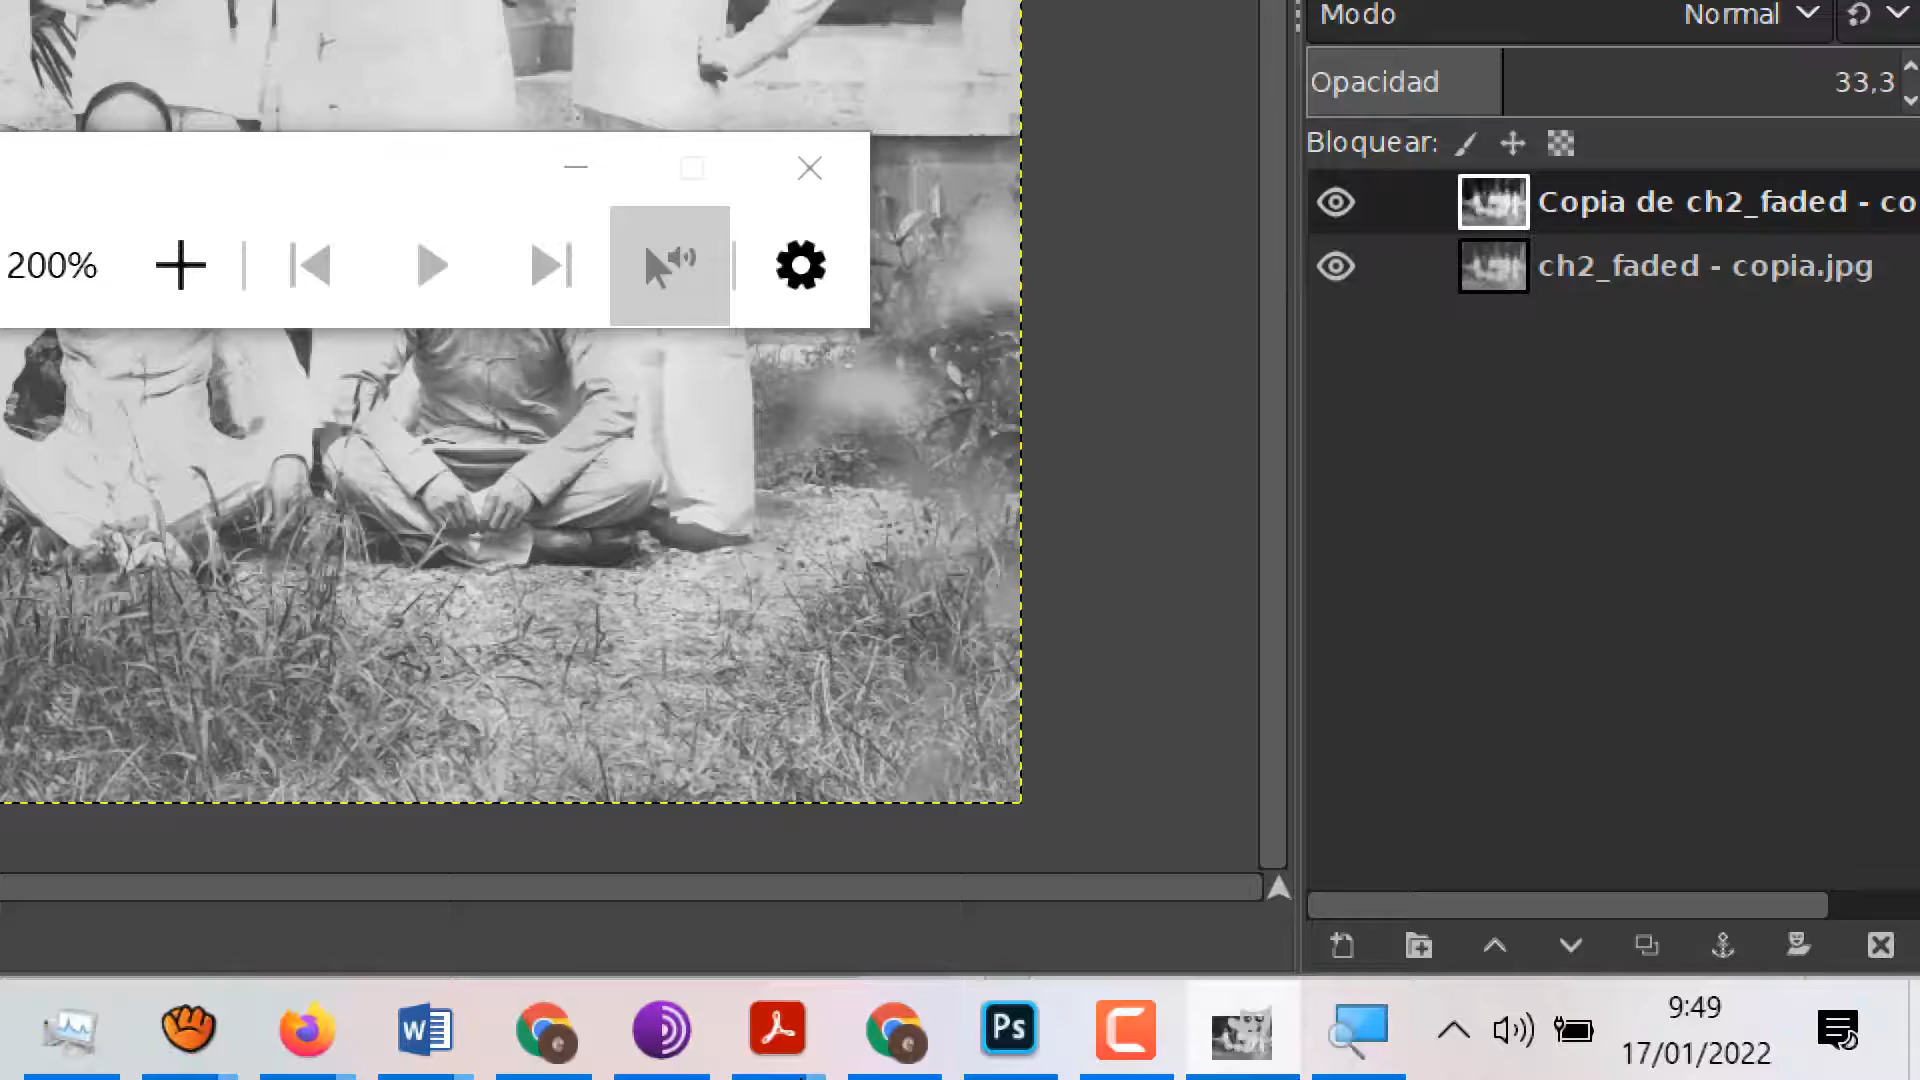 Modo Normal
Opacidad 33,3
Bloquear:
Copia de ch2_faded - co
ch2_faded - copia.jpg
200%
W
Ps
9:49
17/01/2022